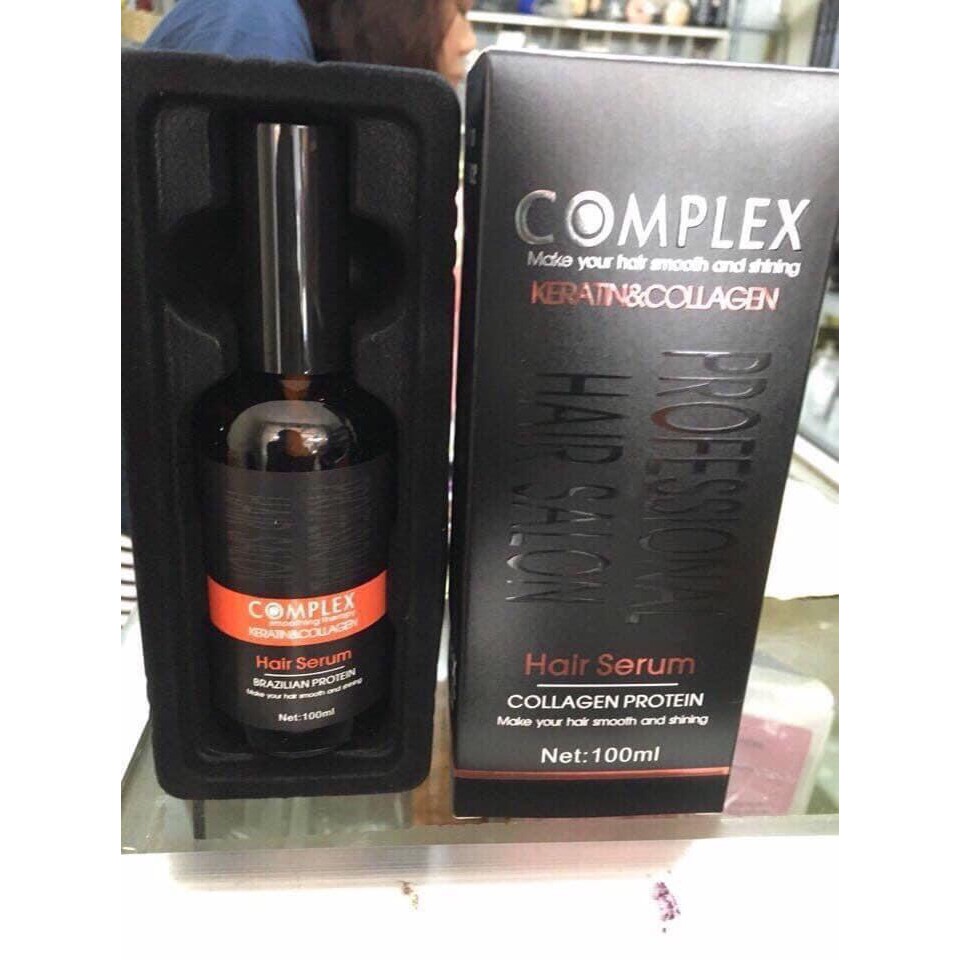 COMPLEX
smoothing therapy
KERATIN&COLLAGEN
Hair Serum
BRAZILIAN PROTEIN
Make your hair smooth and shining
Net:100ml
COMPLEX
Make your hair smooth and shining
KERATIN&COLLAGEN
PROFESSIONAL
HAIR SALON
Hair Serum
COLLAGEN PROTEIN
Make your hair smooth and shining
Net:100ml